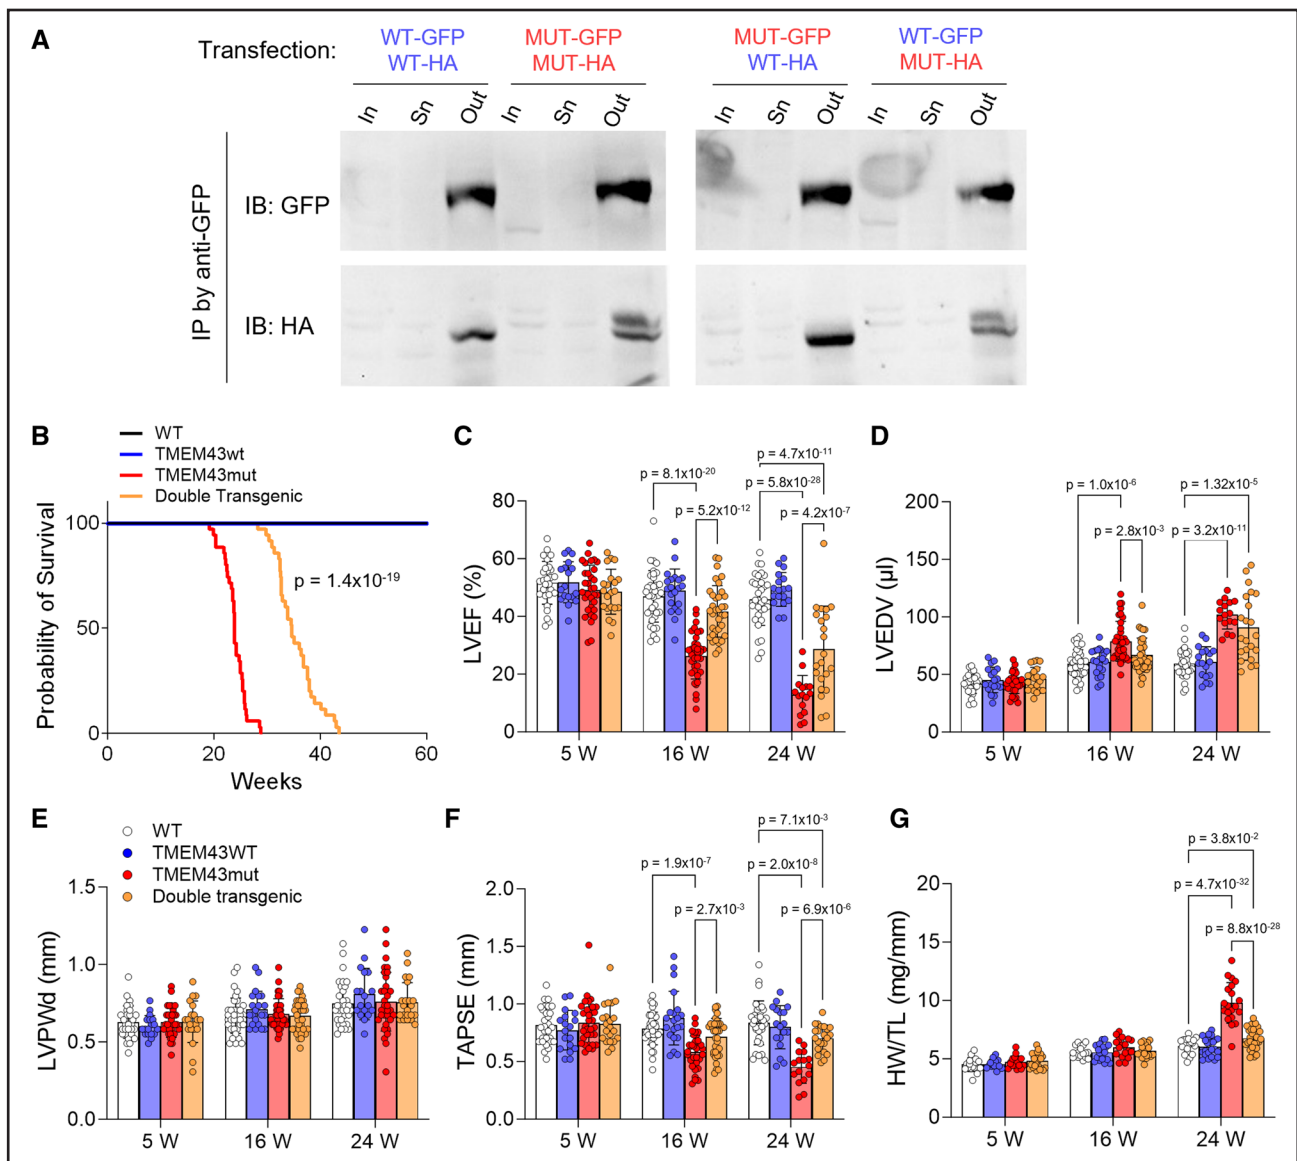 A
Transfection:
WT-GFP
WT-HA
MUT-GFP
MUT-HA
MUT-GFP
WT-HA
WT-GFP
MUT-HA
In Sn Out In Sn Out In Sn Out In Sn Out
IP by anti-GFP
IB: GFP
IB: HA
B
WT
TMEM43wt
TMEM43mut
Double Transgenic
Probability of Survival
100
50
0
p = 1.4x10-19
0 20 40 60
Weeks
C
LVEF (%)
80
60
40
20
0
p = 8.1x10-20
p = 5.2x10-12
p = 4.7x10-11
p = 5.8x10-28
p = 4.2x10-7
5 W 16 W 24 W
D
LVEDV (µl)
200
150
100
50
0
p = 1.0x10-6
p = 2.8x10-3
p = 1.32x10-5
p = 3.2x10-11
5 W 16 W 24 W
E
WT
TMEM43WT
TMEM43mut
Double transgenic
LVPWd (mm)
1.5
1.0
0.5
0.0
5 W 16 W 24 W
F
TAPSE (mm)
2.0
1.5
1.0
0.5
0.0
p = 1.9x10-7
p = 2.7x10-3
p = 7.1x10-3
p = 2.0x10-8
p = 6.9x10-6
5 W 16 W 24 W
G
HW/TL (mg/mm)
20
15
10
5
0
p = 3.8x10-2
p = 4.7x10-32
p = 8.8x10-28
5 W 16 W 24 W